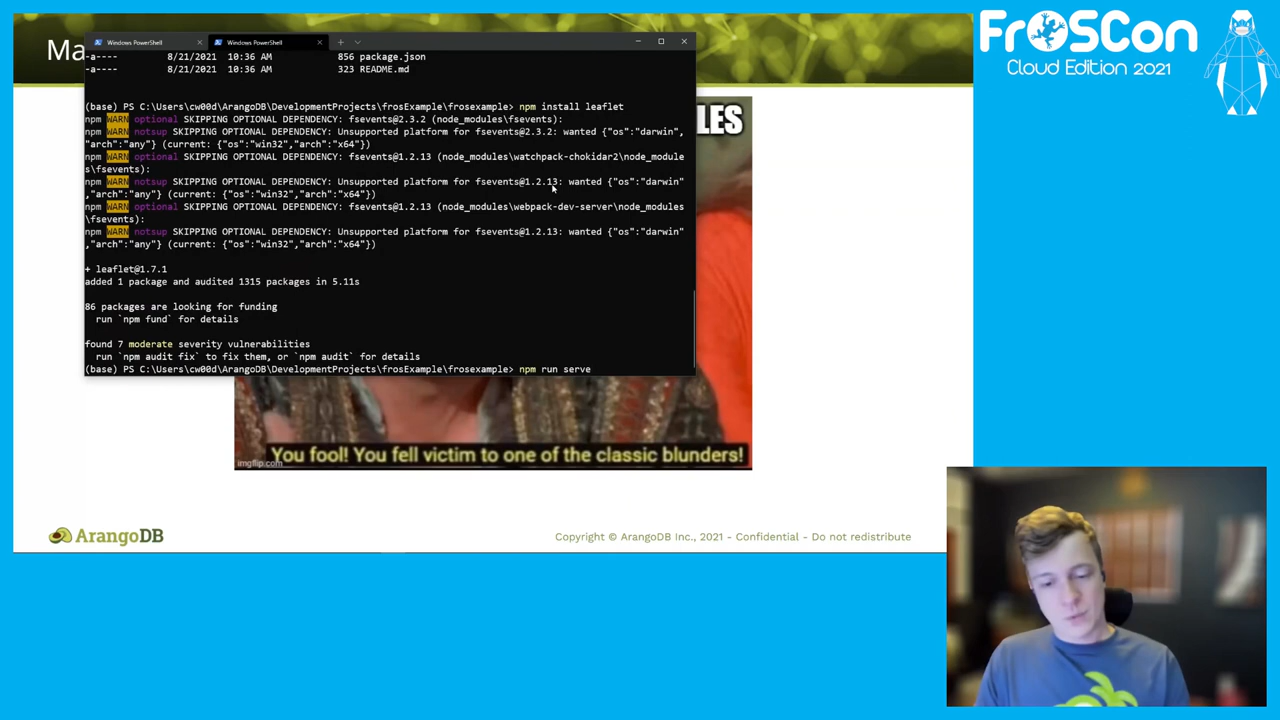 Ma
Windows PowerShell
Windows PowerShell
-a---- 8/21/2021 10:36 AM 856 package.json
-a---- 8/21/2021 10:36 AM 323 README.md
(base) PS C:\Users\cw00d\ArangoDB\DevelopmentProjects\frosExample\frosexample> npm install leaflet
npm WARN optional SKIPPING OPTIONAL DEPENDENCY: fsevents@2.3.2 (node_modules\fsevents):
npm WARN notsup SKIPPING OPTIONAL DEPENDENCY: Unsupported platform for fsevents@2.3.2: wanted {"os":"darwin",
"arch":"any"} (current: {"os":"win32","arch":"x64"})
npm WARN optional SKIPPING OPTIONAL DEPENDENCY: fsevents@1.2.13 (node_modules\watchpack-chokidar2\node_module
s\fsevents):
npm WARN notsup SKIPPING OPTIONAL DEPENDENCY: Unsupported platform for fsevents@1.2.13: wanted {"os":"darwin"
,"arch":"any"} (current: {"os":"win32","arch":"x64"})
npm WARN optional SKIPPING OPTIONAL DEPENDENCY: fsevents@1.2.13 (node_modules\webpack-dev-server\node_modules
\fsevents):
npm WARN notsup SKIPPING OPTIONAL DEPENDENCY: Unsupported platform for fsevents@1.2.13: wanted {"os":"darwin"
,"arch":"any"} (current: {"os":"win32","arch":"x64"})
+ leaflet@1.7.1
added 1 package and audited 1315 packages in 5.11s
86 packages are looking for funding
run `npm fund` for details
found 7 moderate severity vulnerabilities
run `npm audit fix` to fix them, or `npm audit` for details
(base) PS C:\Users\cw00d\ArangoDB\DevelopmentProjects\frosExample\frosexample> npm run serve
LES
You fool! You fell victim to one of the classic blunders!
imgflip.com
ArangoDB
Copyright © ArangoDB Inc., 2021 - Confidential - Do not redistribute
FrOSCon
Cloud Edition 2021